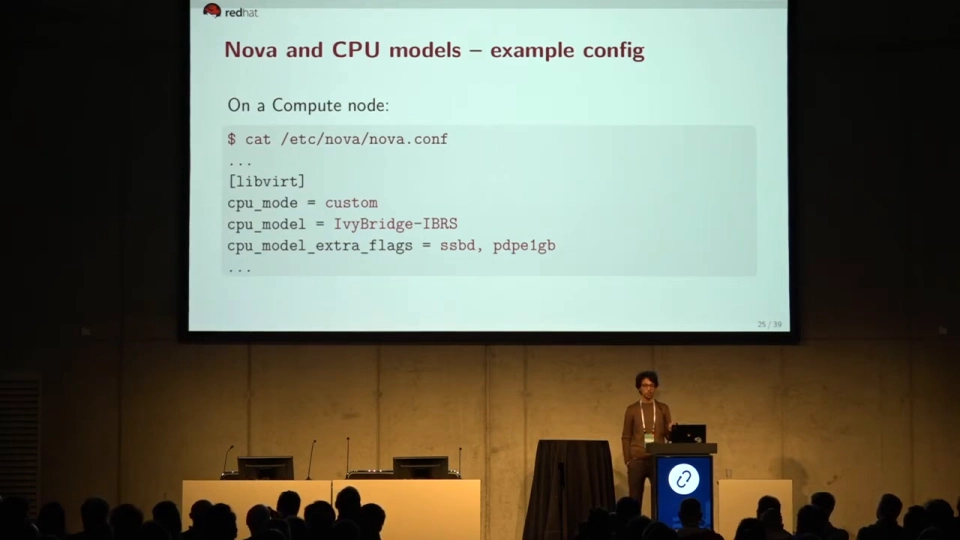 redhat
Nova and CPU models – example config
On a Compute node:
$ cat /etc/nova/nova.conf
...
[libvirt]
cpu_mode = custom
cpu_model = IvyBridge-IBRS
cpu_model_extra_flags = ssbd, pdpe1gb
...
25 / 39